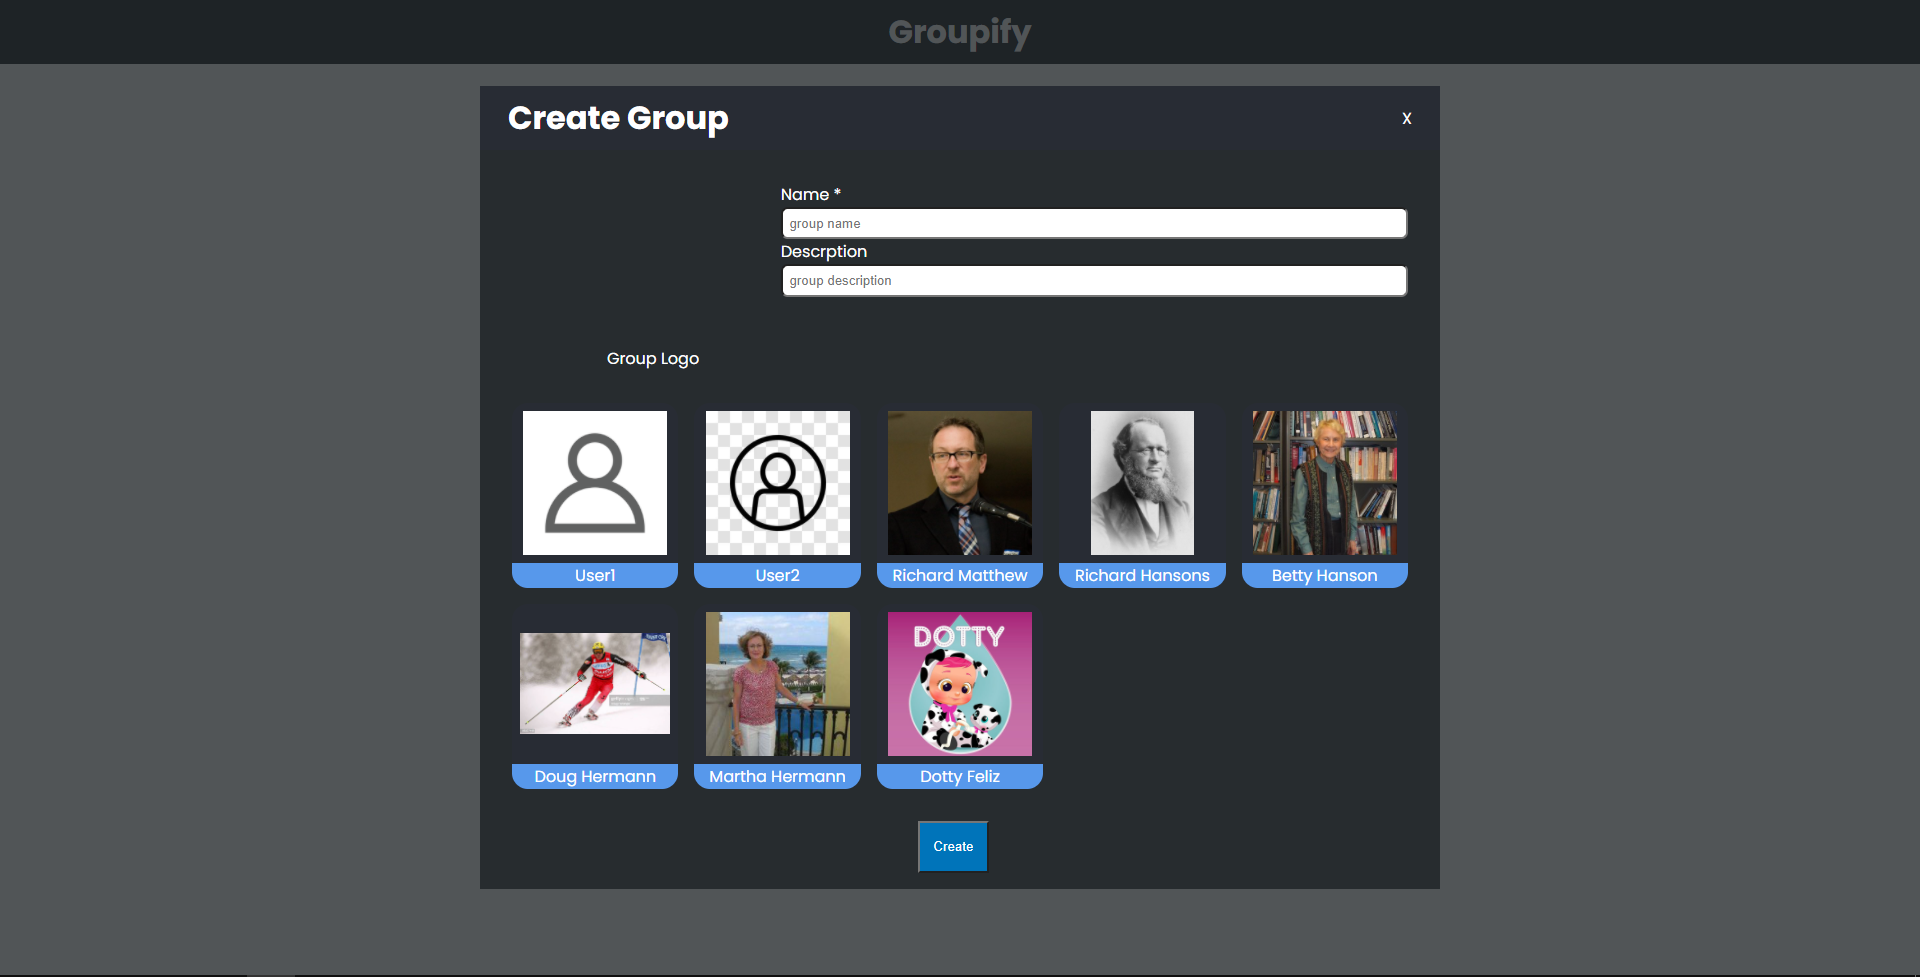 Groupify
Create Group
X
Name *
group name
Descrption
group description
Group Logo
User1
User2
Richard Matthew
Richard Hansons
Betty Hanson
DOTTY
Doug Hermann
Martha Hermann
Dotty Feliz
Create